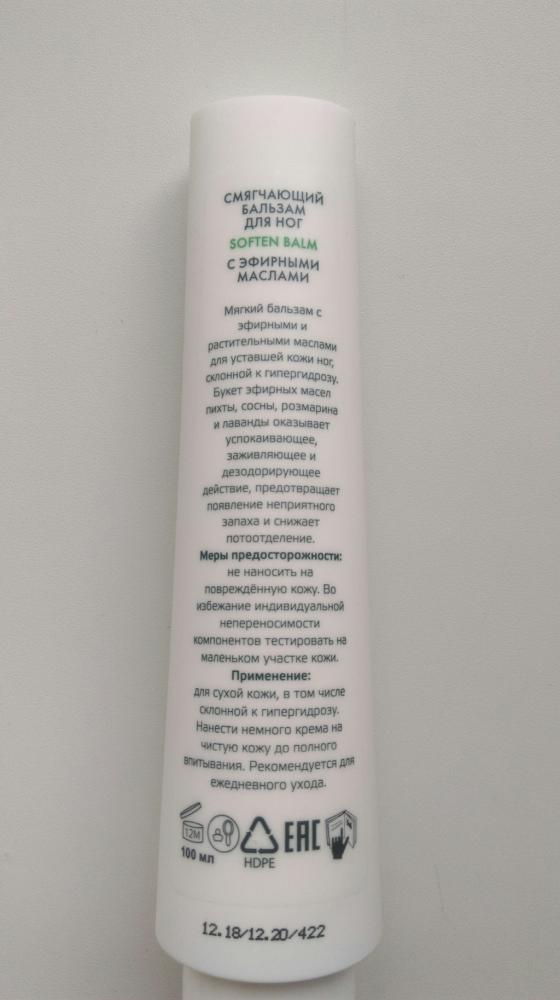 СМЯГЧАЮЩИЙ
БАЛЬЗАМ
ДЛЯ НОГ
SOFTEN BALM
С ЭФИРНЫМИ
МАСЛАМИ
Мягкий бальзам с
эфирными и
растительными маслами
для уставшей кожи ног,
склонной к гипергидрозу.
Букет эфирных масел
пихты, сосны, розмарина
и лаванды оказывает
успокаивающее,
заживляющее и
дезодорирующее
действие, предотвращает
появление неприятного
запаха и снижает
потоотделение.
Меры предосторожности:
не наносить на
повреждённую кожу. Во
избежание индивидуальной
непереносимости
компонентов тестировать на
маленьком участке кожи.
Применение:
для сухой кожи, в том числе
склонной к гипергидрозу.
Нанести немного крема на
чистую кожу до полного
впитывания. Рекомендуется для
ежедневного ухода.
12M
EAC
100 мл
HDPE
12.18/12.20/422